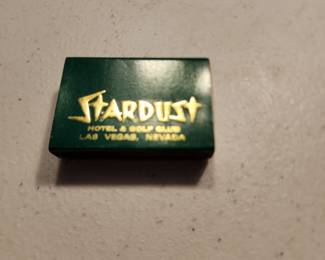 STARDUST
HOTEL & GOLF CLUB
LAS VEGAS, NEVADA